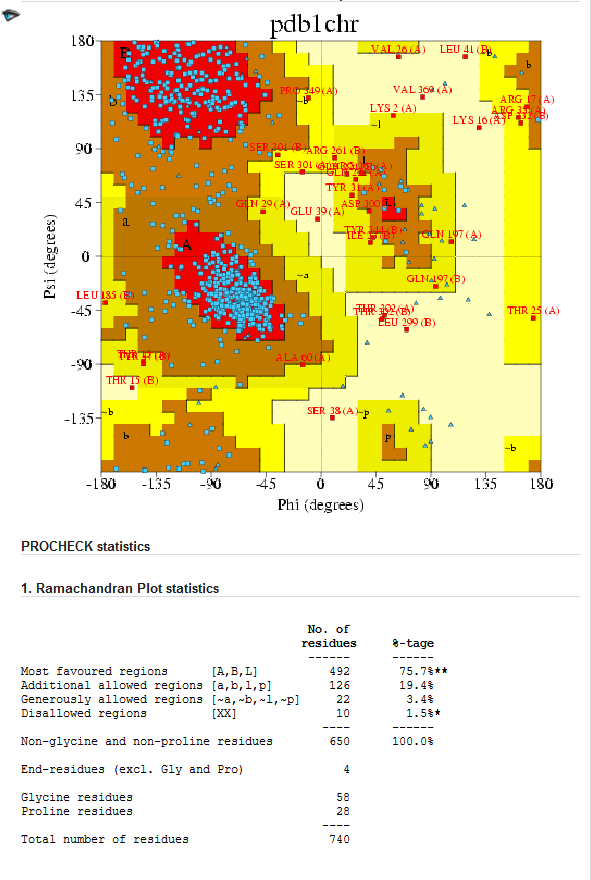 pdb1chr
180
135
90
45
0
-45
-90
-135
Psi (degrees)
B
A
a
b
~b
~a
~l
L
p
~p
VAL 26 (A)
LEU 41 (B)
PRO 349 (A)
VAL 369 (A)
ARG 17 (A)
LYS 2 (A)
LYS 16 (A)
SER 301 (B)
ARG 261 (B)
SER 301 (A)
TYR 31 (A)
GLN 29 (A)
ASP 300
GLU 39 (A)
GLN 197 (A)
GLN 197 (B)
LEU 185 (B)
THR 302 (A)
THR 302 (B)
THR 25 (A)
LEU 299 (B)
ALA 60 (A)
THR 15 (B)
SER 38 (A)
-180 -135 -90 -45 0 45 90 135 180
Phi (degrees)
PROCHECK statistics
1. Ramachandran Plot statistics
No. of
residues %-tage
------ ------
Most favoured regions [A,B,L] 492 75.7%**
Additional allowed regions [a,b,l,p] 126 19.4%
Generously allowed regions [~a,~b,~l,~p] 22 3.4%
Disallowed regions [XX] 10 1.5%*
---- ------
Non-glycine and non-proline residues 650 100.0%
End-residues (excl. Gly and Pro) 4
Glycine residues 58
Proline residues 28
----
Total number of residues 740